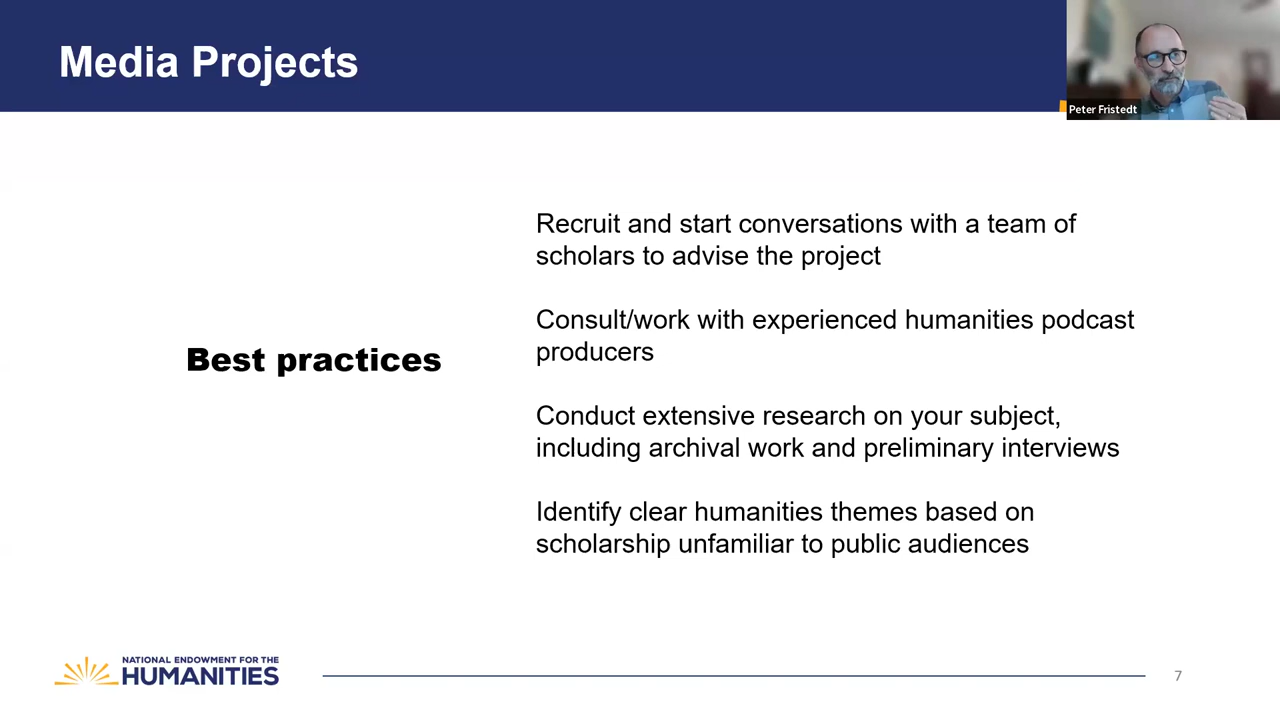 Media Projects
Peter Fristedt
Recruit and start conversations with a team of
scholars to advise the project
Consult/work with experienced humanities podcast
producers
Best practices
Conduct extensive research on your subject,
including archival work and preliminary interviews
Identify clear humanities themes based on
scholarship unfamiliar to public audiences
NATIONAL ENDOWMENT FOR THE
HUMANITIES
7